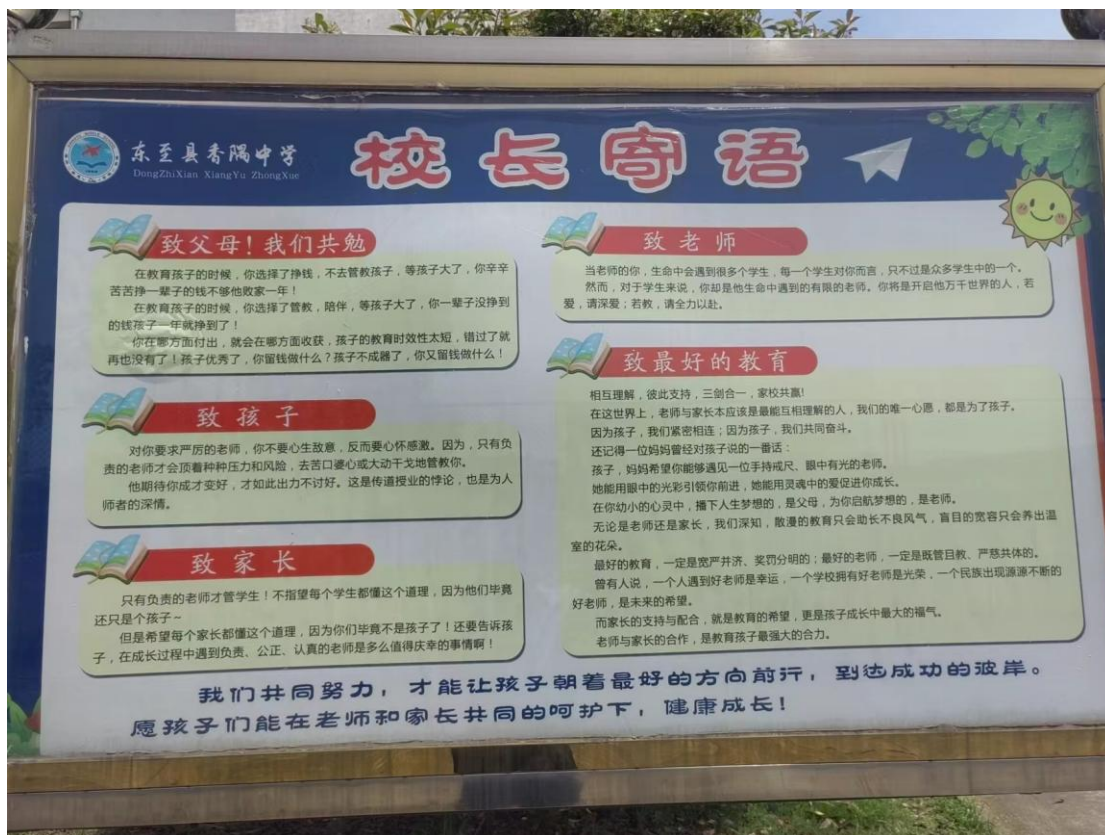 东至县香隅中学
DongZhiXian XiangYu ZhongXue
校长寄语
致父母！我们共勉
在教育孩子的时候，你选择了挣钱，不去管教孩子，等孩子大了，你辛辛
苦苦挣一辈子的钱不够他败家一年！
在教育孩子的时候，你选择了管教，陪伴，等孩子大了，你一辈子没挣到
的钱孩子一年就挣到了！
你在哪方面付出，就会在哪方面收获，孩子的教育时效性太短，错过了就
再也没有了！孩子优秀了，你留钱做什么？孩子不成器了，你又留钱做什么！
致孩子
对你要求严厉的老师，你不要心生敌意，反而要心怀感激。因为，只有负
责的老师才会顶着种种压力和风险，去苦口婆心或大动干戈地管教你。
他期待你成才变好，才如此出力不讨好。这是传道授业的悖论，也是为人
师者的深情。
致家长
只有负责的老师才管学生！不指望每个学生都懂这个道理，因为他们毕竟
还只是个孩子~
但是希望每个家长都懂这个道理，因为你们毕竟不是孩子了！还要告诉孩
子，在成长过程中遇到负责、公正、认真的老师是多么值得庆幸的事情啊！
致老师
当老师的你，生命中会遇到很多个学生，每一个学生对你而言，只不过是众多学生中的一个。
然而，对于学生来说，你却是他生命中遇到的有限的老师。你将是开启他万千世界的人，若
爱，请深爱；若教，请全力以赴。
致最好的教育
相互理解，彼此支持，三剑合一，家校共赢!
在这世界上，老师与家长本应该是最能互相理解的人，我们的唯一心愿，都是为了孩子。
因为孩子，我们紧密相连；因为孩子，我们共同奋斗。
还记得一位妈妈曾经对孩子说的一番话：
孩子，妈妈希望你能够遇见一位手持戒尺、眼中有光的老师。
她能用眼中的光彩引领你前进，她能用灵魂中的爱促进你成长。
在你幼小的心灵中，播下人生梦想的，是父母，为你启航梦想的，是老师。
无论是老师还是家长，我们深知，散漫的教育只会助长不良风气，盲目的宽容只会养出温
室的花朵。
最好的教育，一定是宽严并济、奖罚分明的；最好的老师，一定是既管且教、严慈共体的。
曾有人说，一个人遇到好老师是幸运，一个学校拥有好老师是光荣，一个民族出现源源不断的
好老师，是未来的希望。
而家长的支持与配合，就是教育的希望，更是孩子成长中最大的福气。
老师与家长的合作，是教育孩子最强大的合力。
我们共同努力，才能让孩子朝着最好的方向前行，到达成功的彼岸。
愿孩子们能在老师和家长共同的呵护下，健康成长！